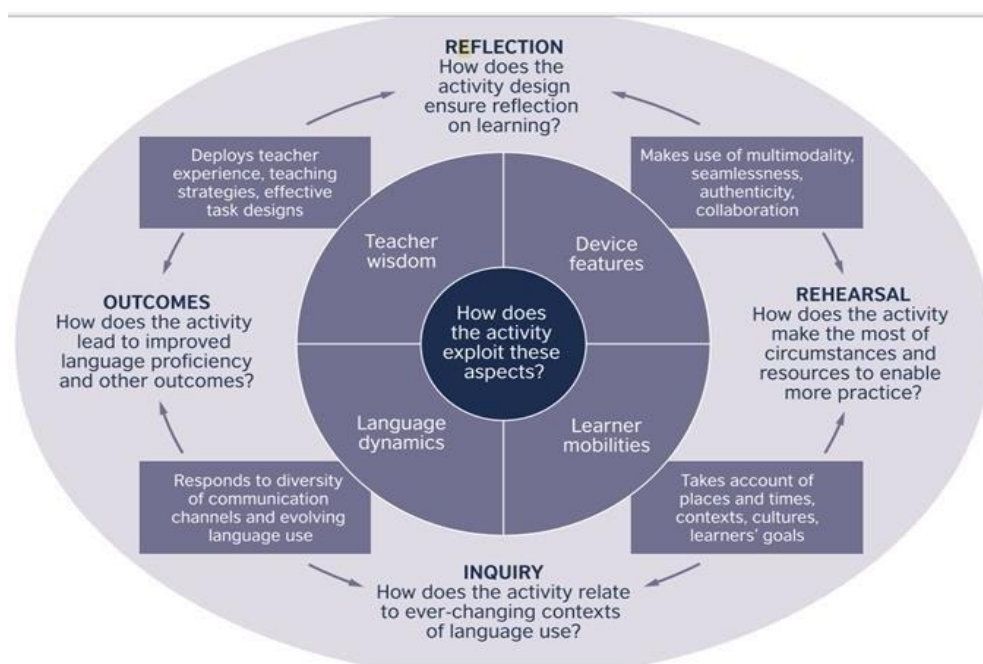 REFLECTION
How does the
activity design
ensure reflection
on learning?
Deploys teacher
experience, teaching
strategies, effective
task designs
Makes use of multimodality,
seamlessness,
authenticity,
collaboration
Teacher
wisdom
Device
features
OUTCOMES
How does the activity
lead to improved
language proficiency
and other outcomes?
How does
the activity
exploit these
aspects?
REHEARSAL
How does the activity
make the most of
circumstances and
resources to enable
more practice?
Language
dynamics
Learner
mobilities
Responds to diversity
of communication
channels and evolving
language use
Takes account of
places and times,
contexts, cultures,
learners' goals
INQUIRY
How does the activity relate
to ever-changing contexts
of language use?